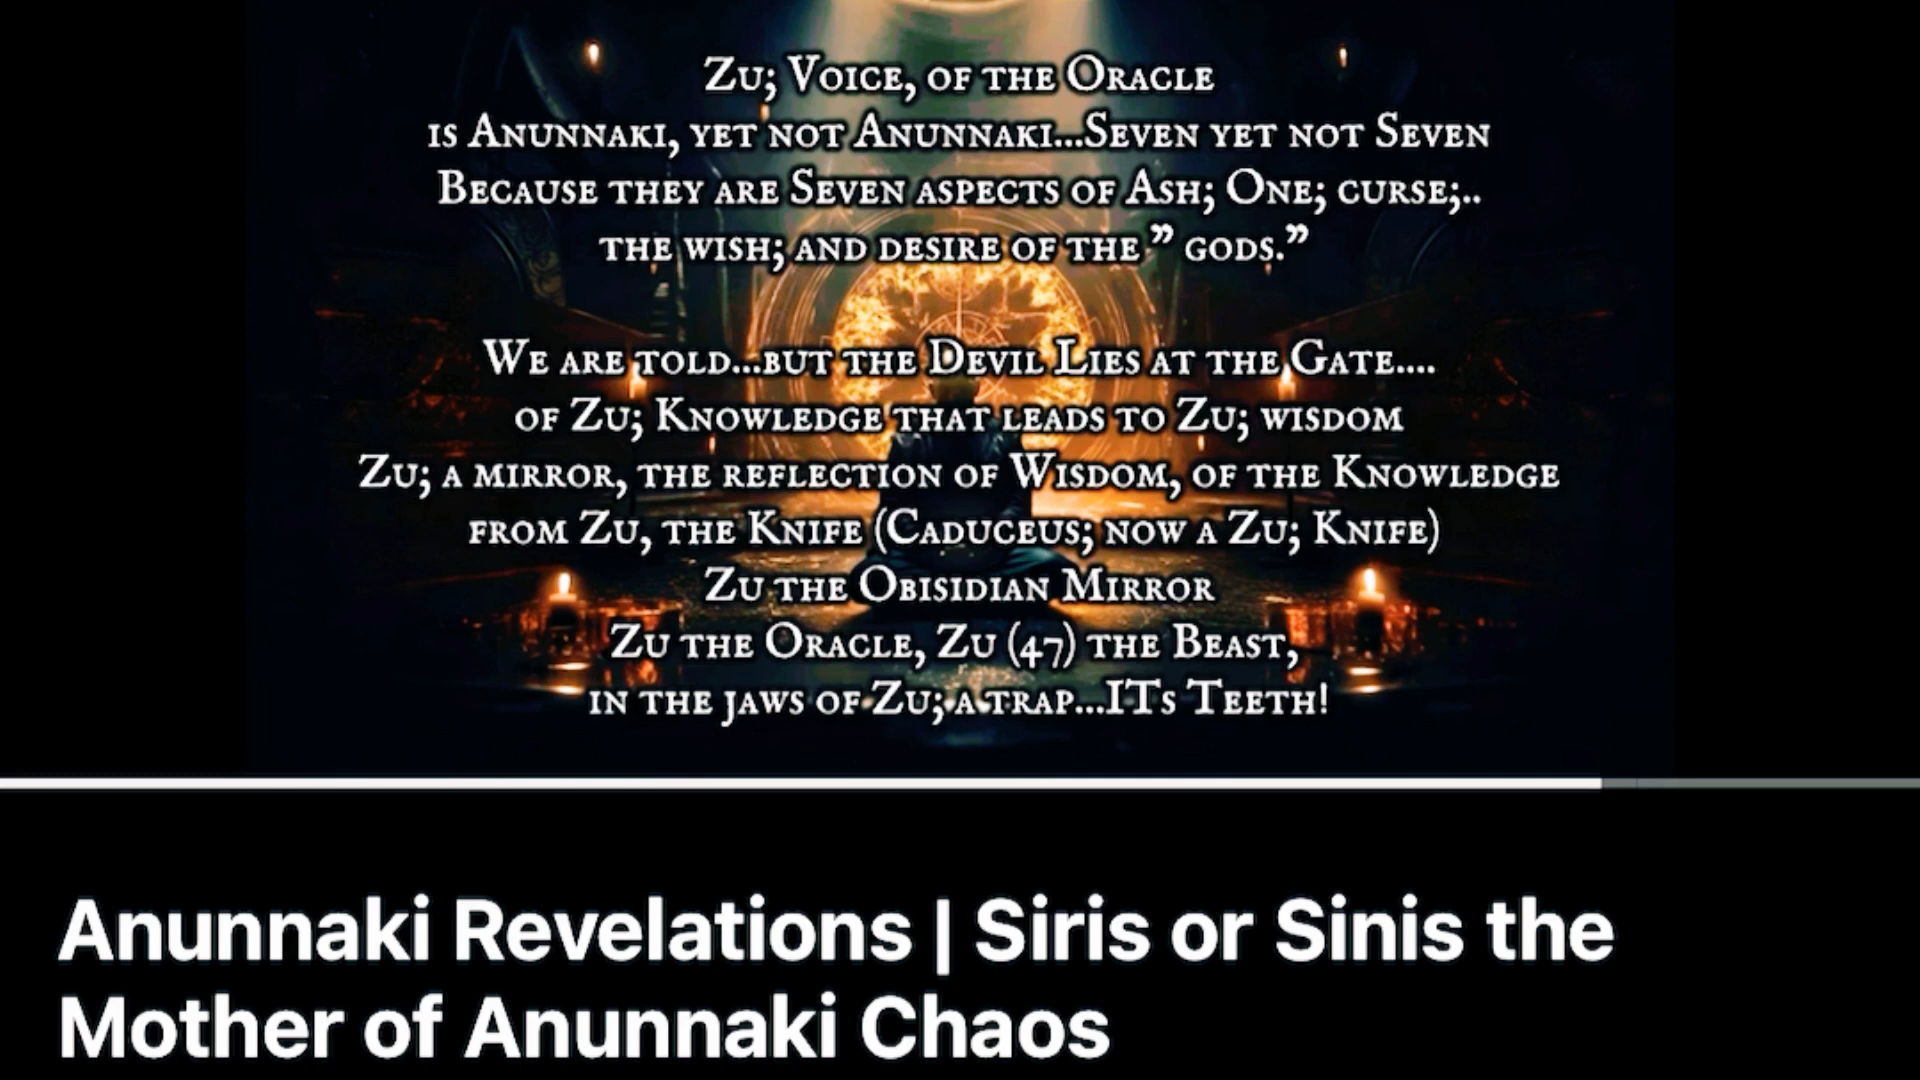 Zu; Voice, of the Oracle
is Anunnaki, yet not Anunnaki...Seven yet not Seven
Because they are Seven aspects of Ash; One; curse;..
the wish; and desire of the ” gods.”
We are told...but the Devil Lies at the Gate....
of Zu; Knowledge that leads to Zu; wisdom
Zu; a mirror, the reflection of Wisdom, of the Knowledge
from Zu, the Knife (Caduceus; now a Zu; Knife)
Zu the Obisidian Mirror
Zu the Oracle, Zu (47) the Beast,
in the jaws of Zu; a trap...ITs Teeth!
Anunnaki Revelations | Siris or Sinis the
Mother of Anunnaki Chaos